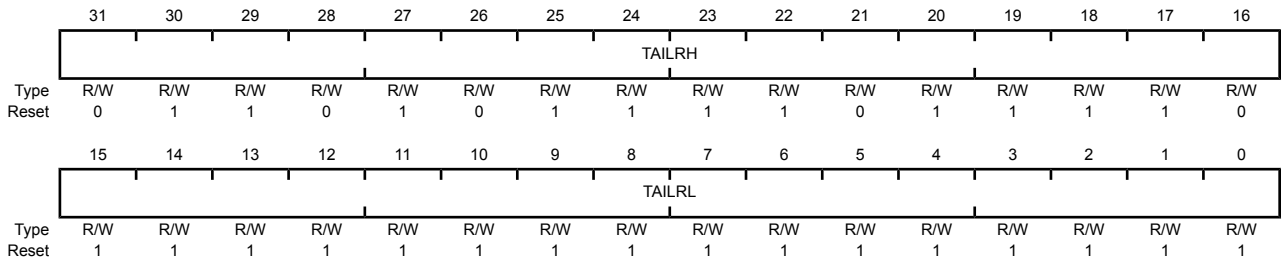 31 30 29 28 27 26 25 24 23 22 21 20 19 18 17 16
TAILRH
Type R/W R/W R/W R/W R/W R/W R/W R/W R/W R/W R/W R/W R/W R/W R/W R/W
Reset 0 1 1 0 1 0 1 1 1 1 0 1 1 1 1 0
15 14 13 12 11 10 9 8 7 6 5 4 3 2 1 0
TAILRL
Type R/W R/W R/W R/W R/W R/W R/W R/W R/W R/W R/W R/W R/W R/W R/W R/W
Reset 1 1 1 1 1 1 1 1 1 1 1 1 1 1 1 1